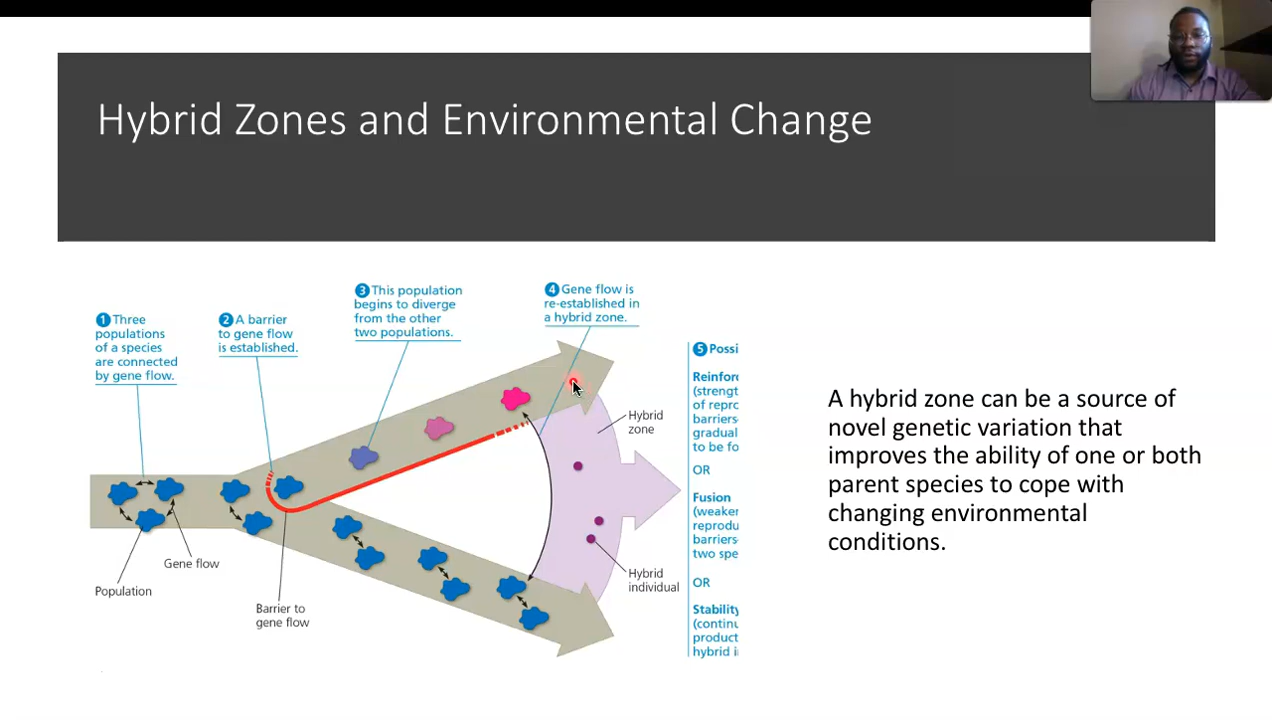 Hybrid Zones and Environmental Change
1 Three
populations
of a species
are connected
by gene flow.
2 A barrier
to gene flow
is established.
3 This population
begins to diverge
from the other
two populations.
4 Gene flow is
re-established in
a hybrid zone.
Hybrid
zone
Gene flow
Population
Barrier to
gene flow
Hybrid
individual
5 Possi
Reinforc
(strengt
of repro
barriers–
gradual
to be fo
OR
Fusion
(weaker
reprodu
barriers–
two spe
OR
Stability
(continu
product
hybrid i
A hybrid zone can be a source of
novel genetic variation that
improves the ability of one or both
parent species to cope with
changing environmental
conditions.